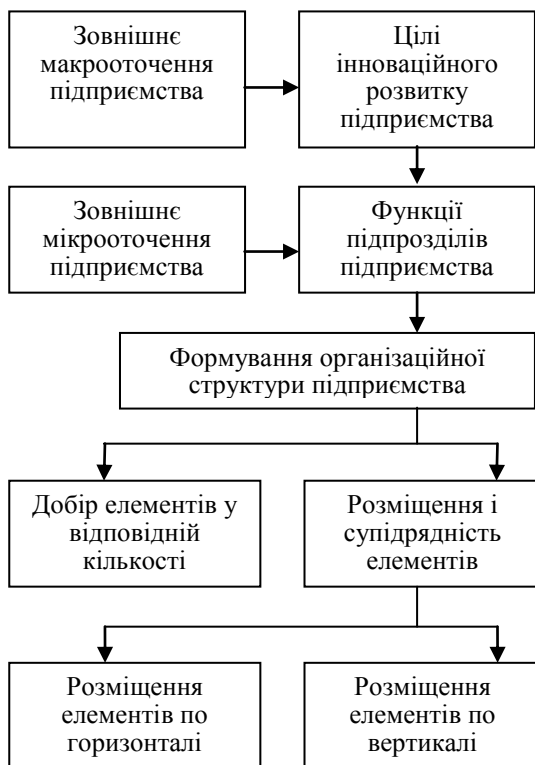 Зовнішнє
макрооточення
підприємства
Цілі
інноваційного
розвитку
підприємства
Зовнішнє
мікрооточення
підприємства
Функції
підпрозділів
підприємства
Формування організаційної
структури підприємства
Добір елементів у
відповідній
кількості
Розміщення і
супідрядність
елементів
Розміщення
елементів по
горизонталі
Розміщення
елементів по
вертикалі